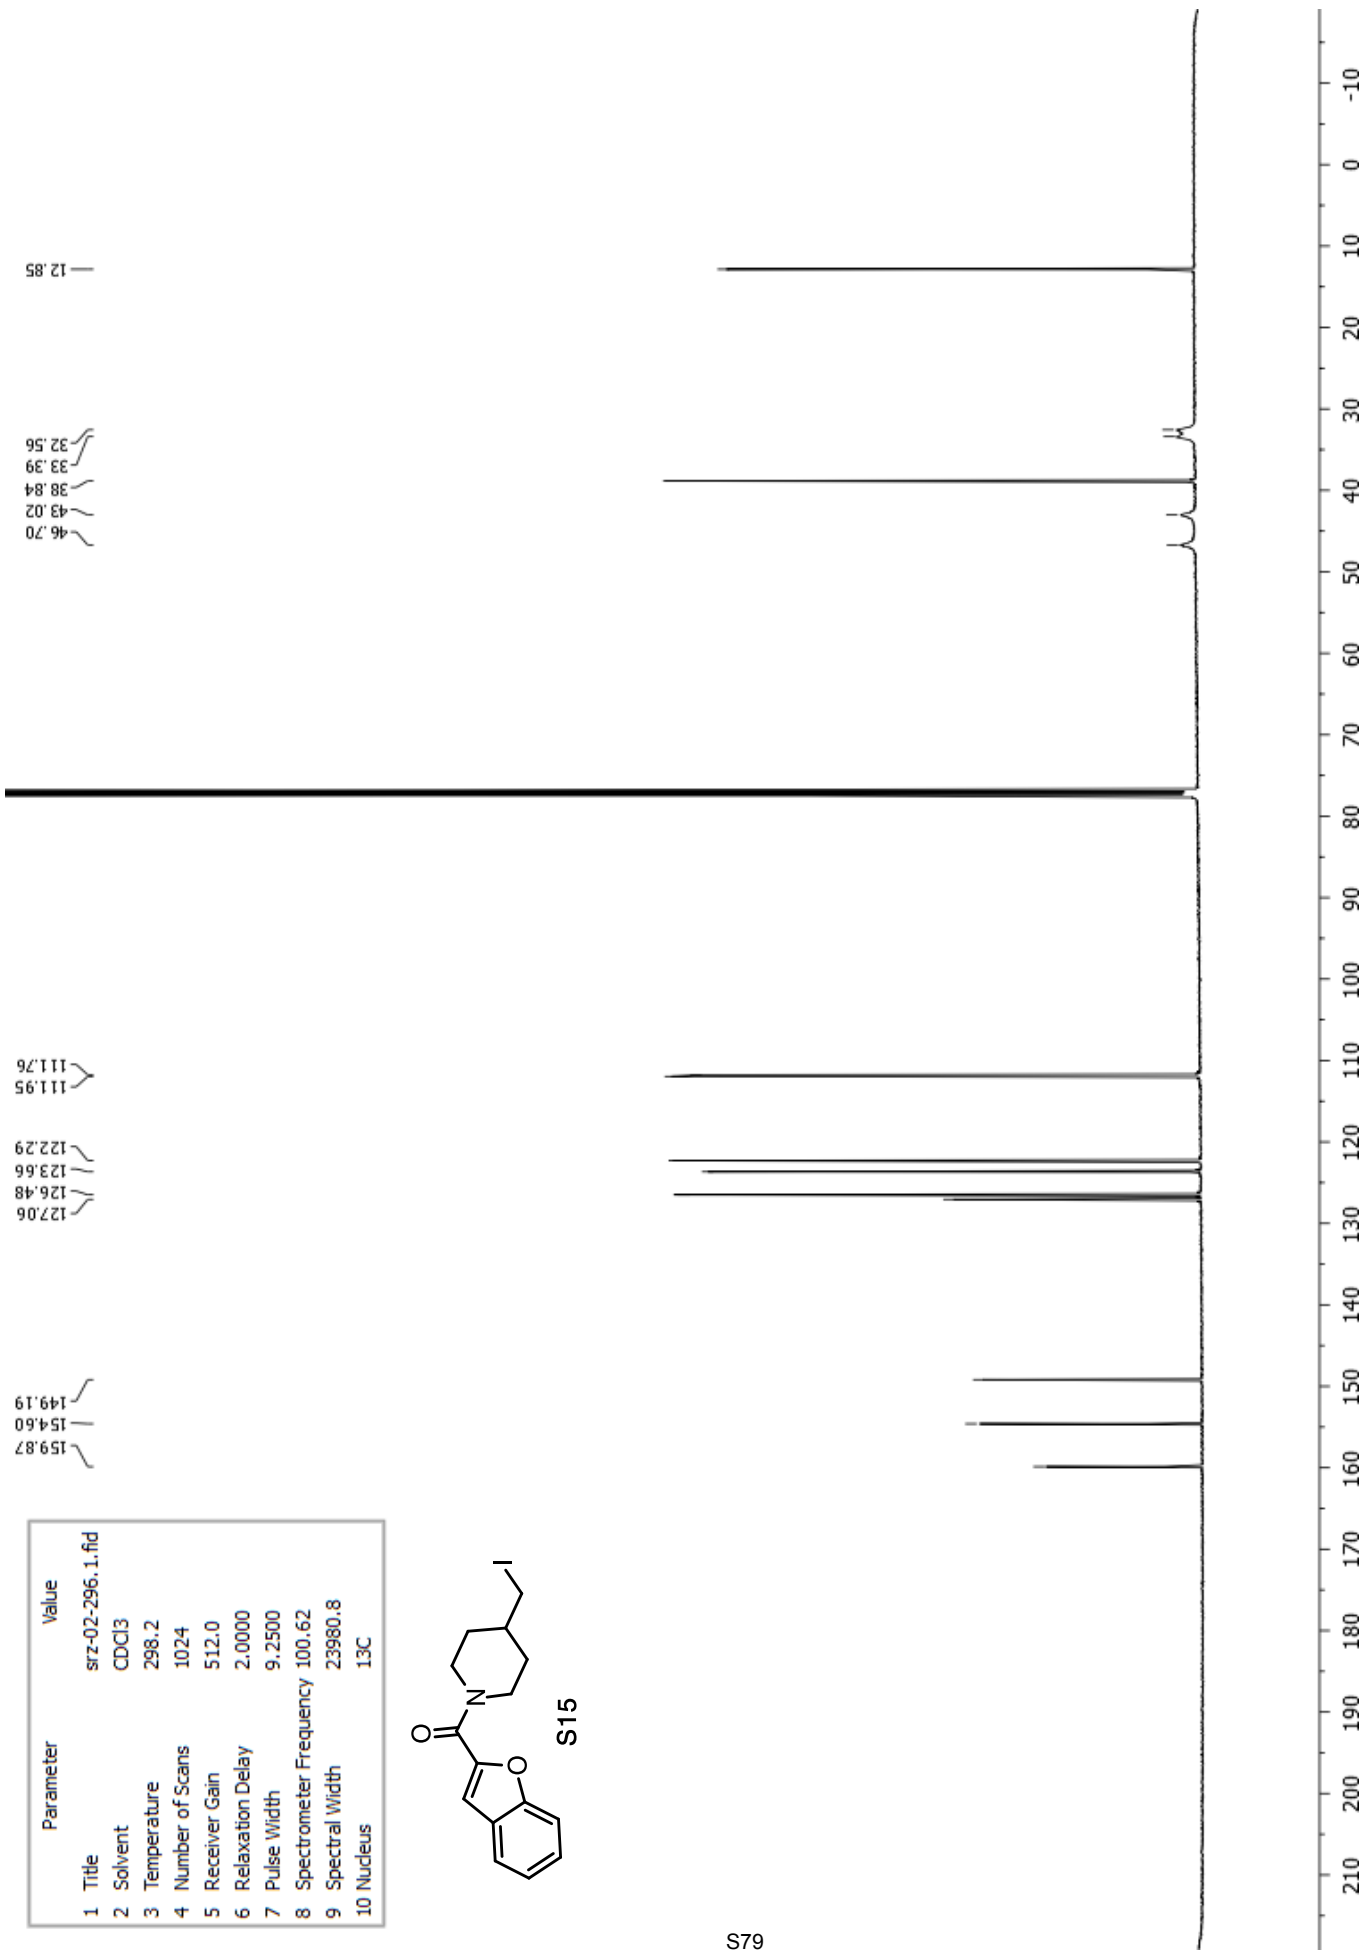 Parameter Value
1 Title srz-02-296.1.fid
2 Solvent CDCl3
3 Temperature 298.2
4 Number of Scans 1024
5 Receiver Gain 512.0
6 Relaxation Delay 2.0000
7 Pulse Width 9.2500
8 Spectrometer Frequency 100.62
9 Spectral Width 23980.8
10 Nucleus 13C
159.87
154.60
149.19
127.06
126.48
123.66
122.29
111.95
111.76
46.70
43.02
38.84
33.39
32.56
12.85
O
N
O
I
S15
210 200 190 180 170 160 150 140 130 120 110 100 90 80 70 60 50 40 30 20 10 0 -10
S79